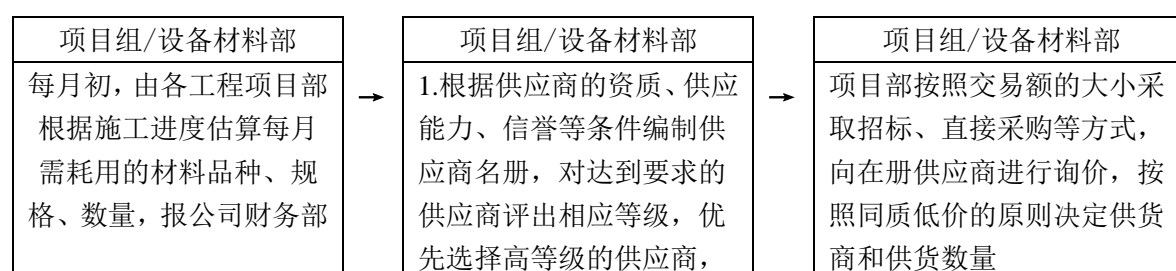 项目组/设备材料部
每月初，由各工程项目部
根据施工进度估算每月
需耗用的材料品种、规
格、数量，报公司财务部
→
项目组/设备材料部
1.根据供应商的资质、供应
能力、信誉等条件编制供
应商名册，对达到要求的
供应商评出相应等级，优
先选择高等级的供应商，
→
项目组/设备材料部
项目部按照交易额的大小采
取招标、直接采购等方式，
向在册供应商进行询价，按
照同质低价的原则决定供货
商和供货数量